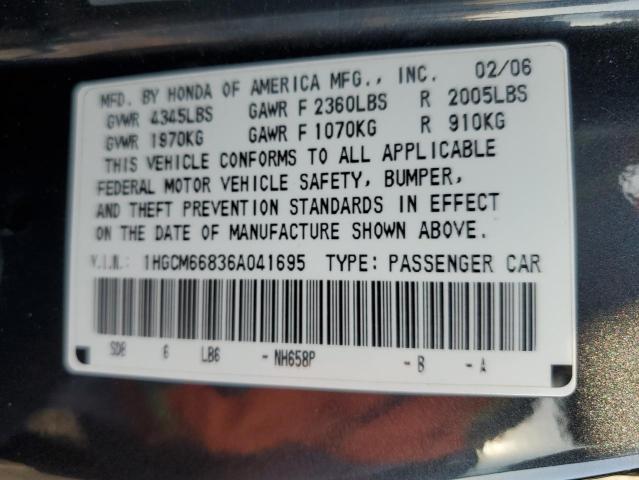 MFD. BY HONDA OF AMERICA MFG., INC. 02/06
GVWR 4345LBS GAWR F 2360LBS R 2005LBS
GVWR 1970KG GAWR F 1070KG R 910KG
THIS VEHICLE CONFORMS TO ALL APPLICABLE
FEDERAL MOTOR VEHICLE SAFETY, BUMPER,
AND THEFT PREVENTION STANDARDS IN EFFECT
ON THE DATE OF MANUFACTURE SHOWN ABOVE.
V.I.N.: 1HGCM66836A041695 TYPE: PASSENGER CAR
SDB 6 LB6 - NH658P - B - A